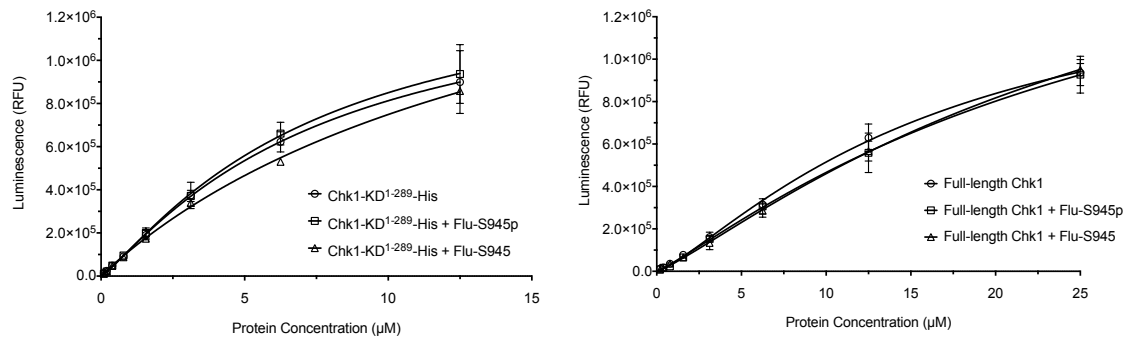 1.2×10⁶
1.0×10⁶
8.0×10⁵
6.0×10⁵
4.0×10⁵
2.0×10⁵
0.0
0
5
10
15
Luminescence (RFU)
Protein Concentration (µM)
Chk1-KD¹⁻²⁸⁹-His
Chk1-KD¹⁻²⁸⁹-His + Flu-S945p
Chk1-KD¹⁻²⁸⁹-His + Flu-S945
1.2×10⁶
1.0×10⁶
8.0×10⁵
6.0×10⁵
4.0×10⁵
2.0×10⁵
0.0
0
5
10
15
20
25
Luminescence (RFU)
Protein Concentration (µM)
Full-length Chk1
Full-length Chk1 + Flu-S945p
Full-length Chk1 + Flu-S945